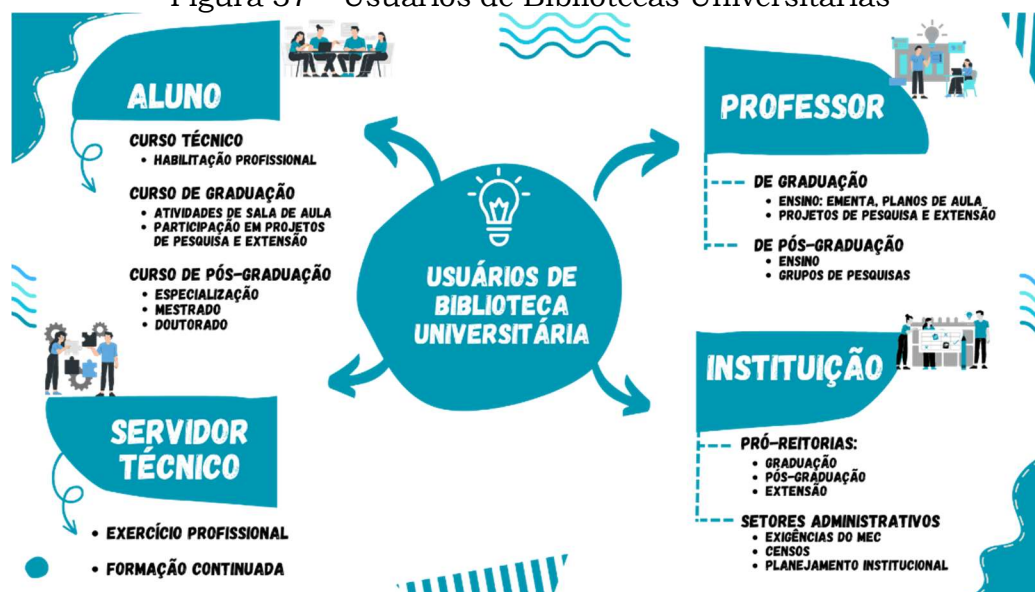 Figura 37 – Usuários de Bibliotecas Universitárias
ALUNO
CURSO TÉCNICO
• HABILITAÇÃO PROFISSIONAL
CURSO DE GRADUAÇÃO
• ATIVIDADES DE SALA DE AULA
• PARTICIPAÇÃO EM PROJETOS
DE PESQUISA E EXTENSÃO
CURSO DE PÓS-GRADUAÇÃO
• ESPECIALIZAÇÃO
• MESTRADO
• DOUTORADO
SERVIDOR
TÉCNICO
• EXERCÍCIO PROFISSIONAL
• FORMAÇÃO CONTINUADA
USUÁRIOS DE
BIBLIOTECA
UNIVERSITÁRIA
PROFESSOR
DE GRADUAÇÃO
• ENSINO: EMENTA, PLANOS DE AULA
• PROJETOS DE PESQUISA E EXTENSÃO
DE PÓS-GRADUAÇÃO
• ENSINO
• GRUPOS DE PESQUISAS
INSTITUIÇÃO
PRÓ-REITORIAS:
• GRADUAÇÃO
• PÓS-GRADUAÇÃO
• EXTENSÃO
SETORES ADMINISTRATIVOS
• EXIGÊNCIAS DO MEC
• CENSOS
• PLANEJAMENTO INSTITUCIONAL